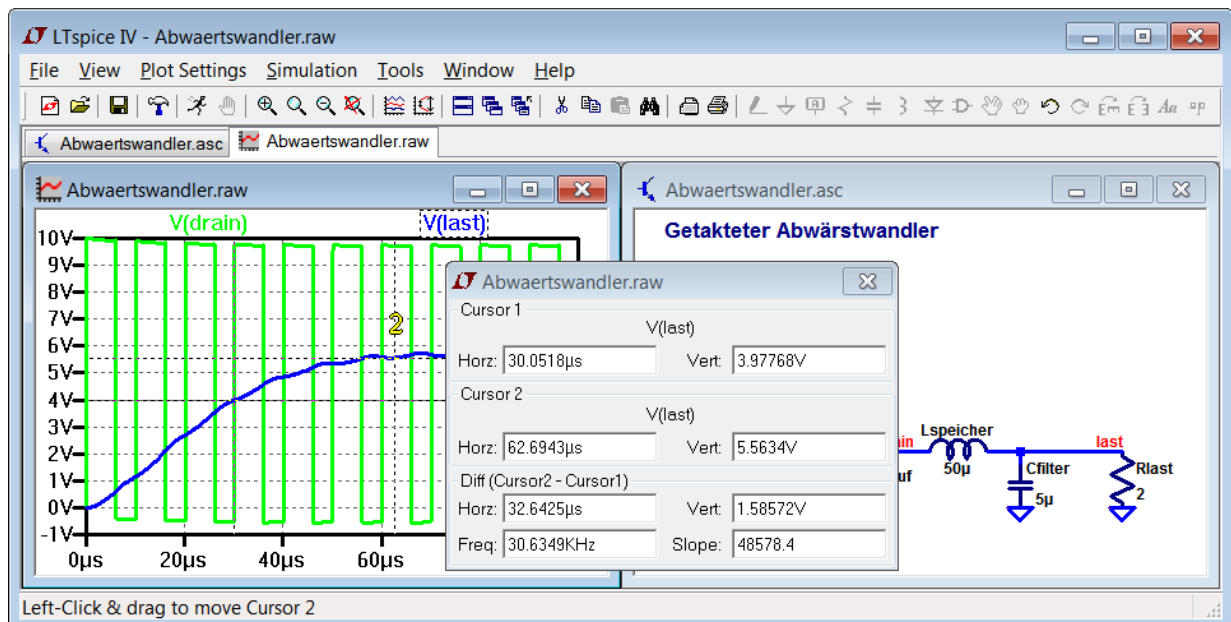 LTspice IV - Abwaertswandler.raw
File View Plot Settings Simulation Tools Window Help
Abwaertswandler.asc Abwaertswandler.raw
Abwaertswandler.raw
V(drain) V(last)
10V
9V
8V
7V
6V
5V
4V
3V
2V
1V
0V
-1V
0µs 20µs 40µs 60µs
2
Abwaertswandler.raw
Cursor 1
V(last)
Horz: 30.0518µs Vert: 3.97768V
Cursor 2
V(last)
Horz: 62.6943µs Vert: 5.5634V
Diff (Cursor2 - Cursor1)
Horz: 32.6425µs Vert: 1.58572V
Freq: 30.6349KHz Slope: 48578.4
Abwaertswandler.asc
Getakteter Abwärstwandler
Lspeicher
50µ
last
Cfilter
5µ
Rlast
2
uf
Left-Click & drag to move Cursor 2